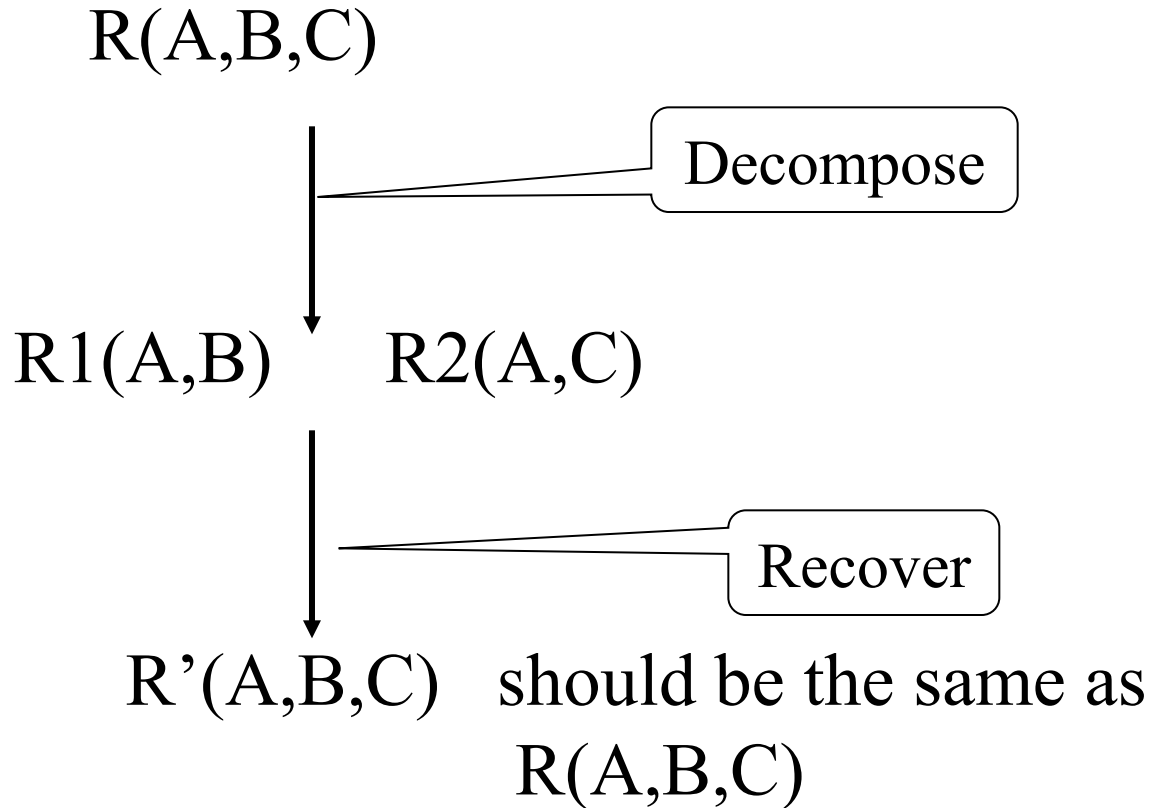 R(A,B,C)
Decompose
R1(A,B) R2(A,C)
Recover
R’(A,B,C) should be the same as
R(A,B,C)